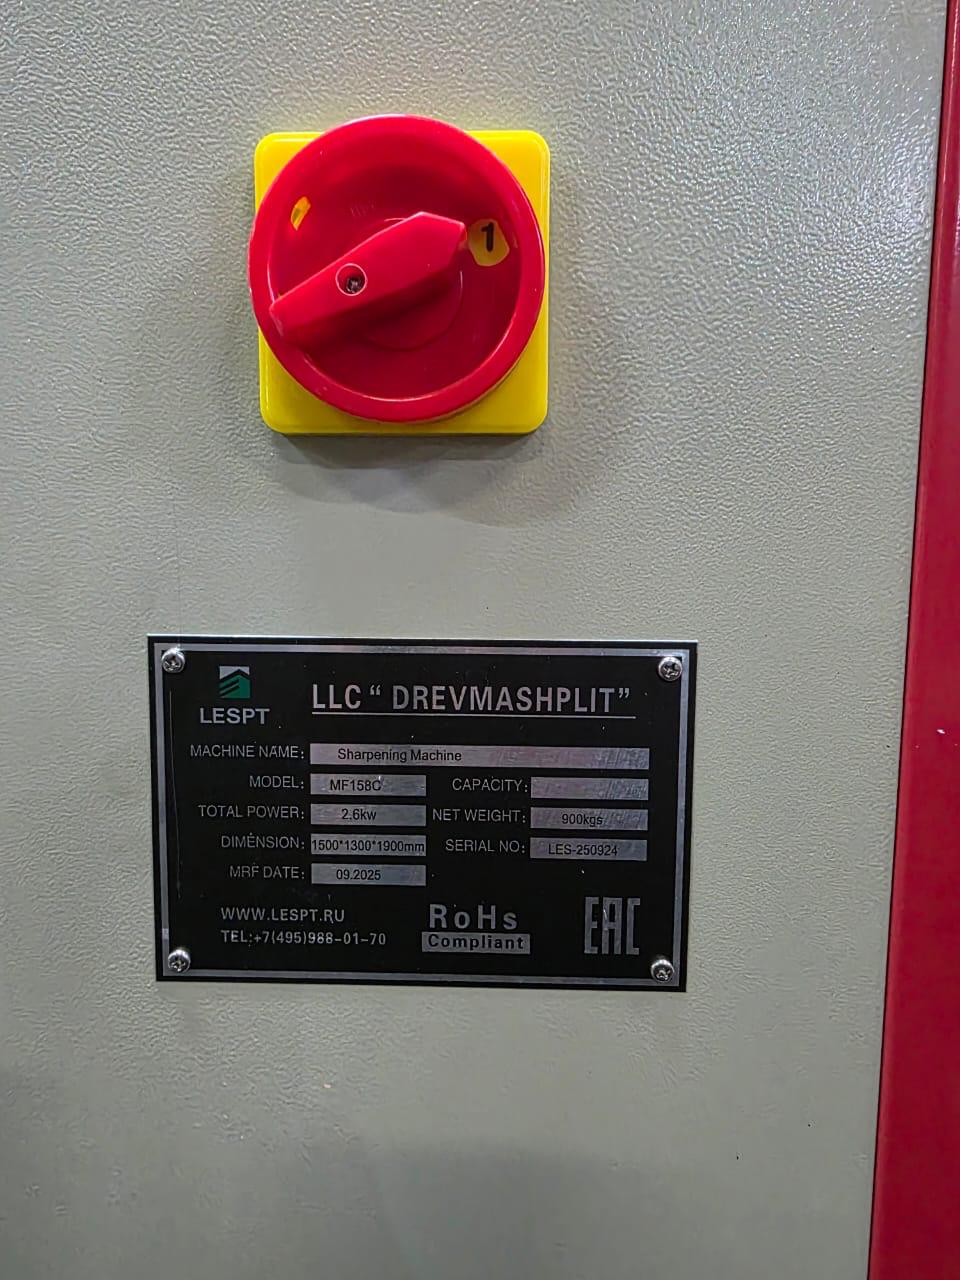 1
LESPT
LLC “ DREVMASHPLIT”
MACHINE NAME: Sharpening Machine
MODEL: MF158C CAPACITY:
TOTAL POWER: 2.6kw NET WEIGHT: 900kgs
DIMENSION: 1500*1300*1900mm SERIAL NO: LES-250924
MRF DATE: 09.2025
WWW.LESPT.RU
TEL:+7(495)988-01-70
RoHs
Compliant
EAC